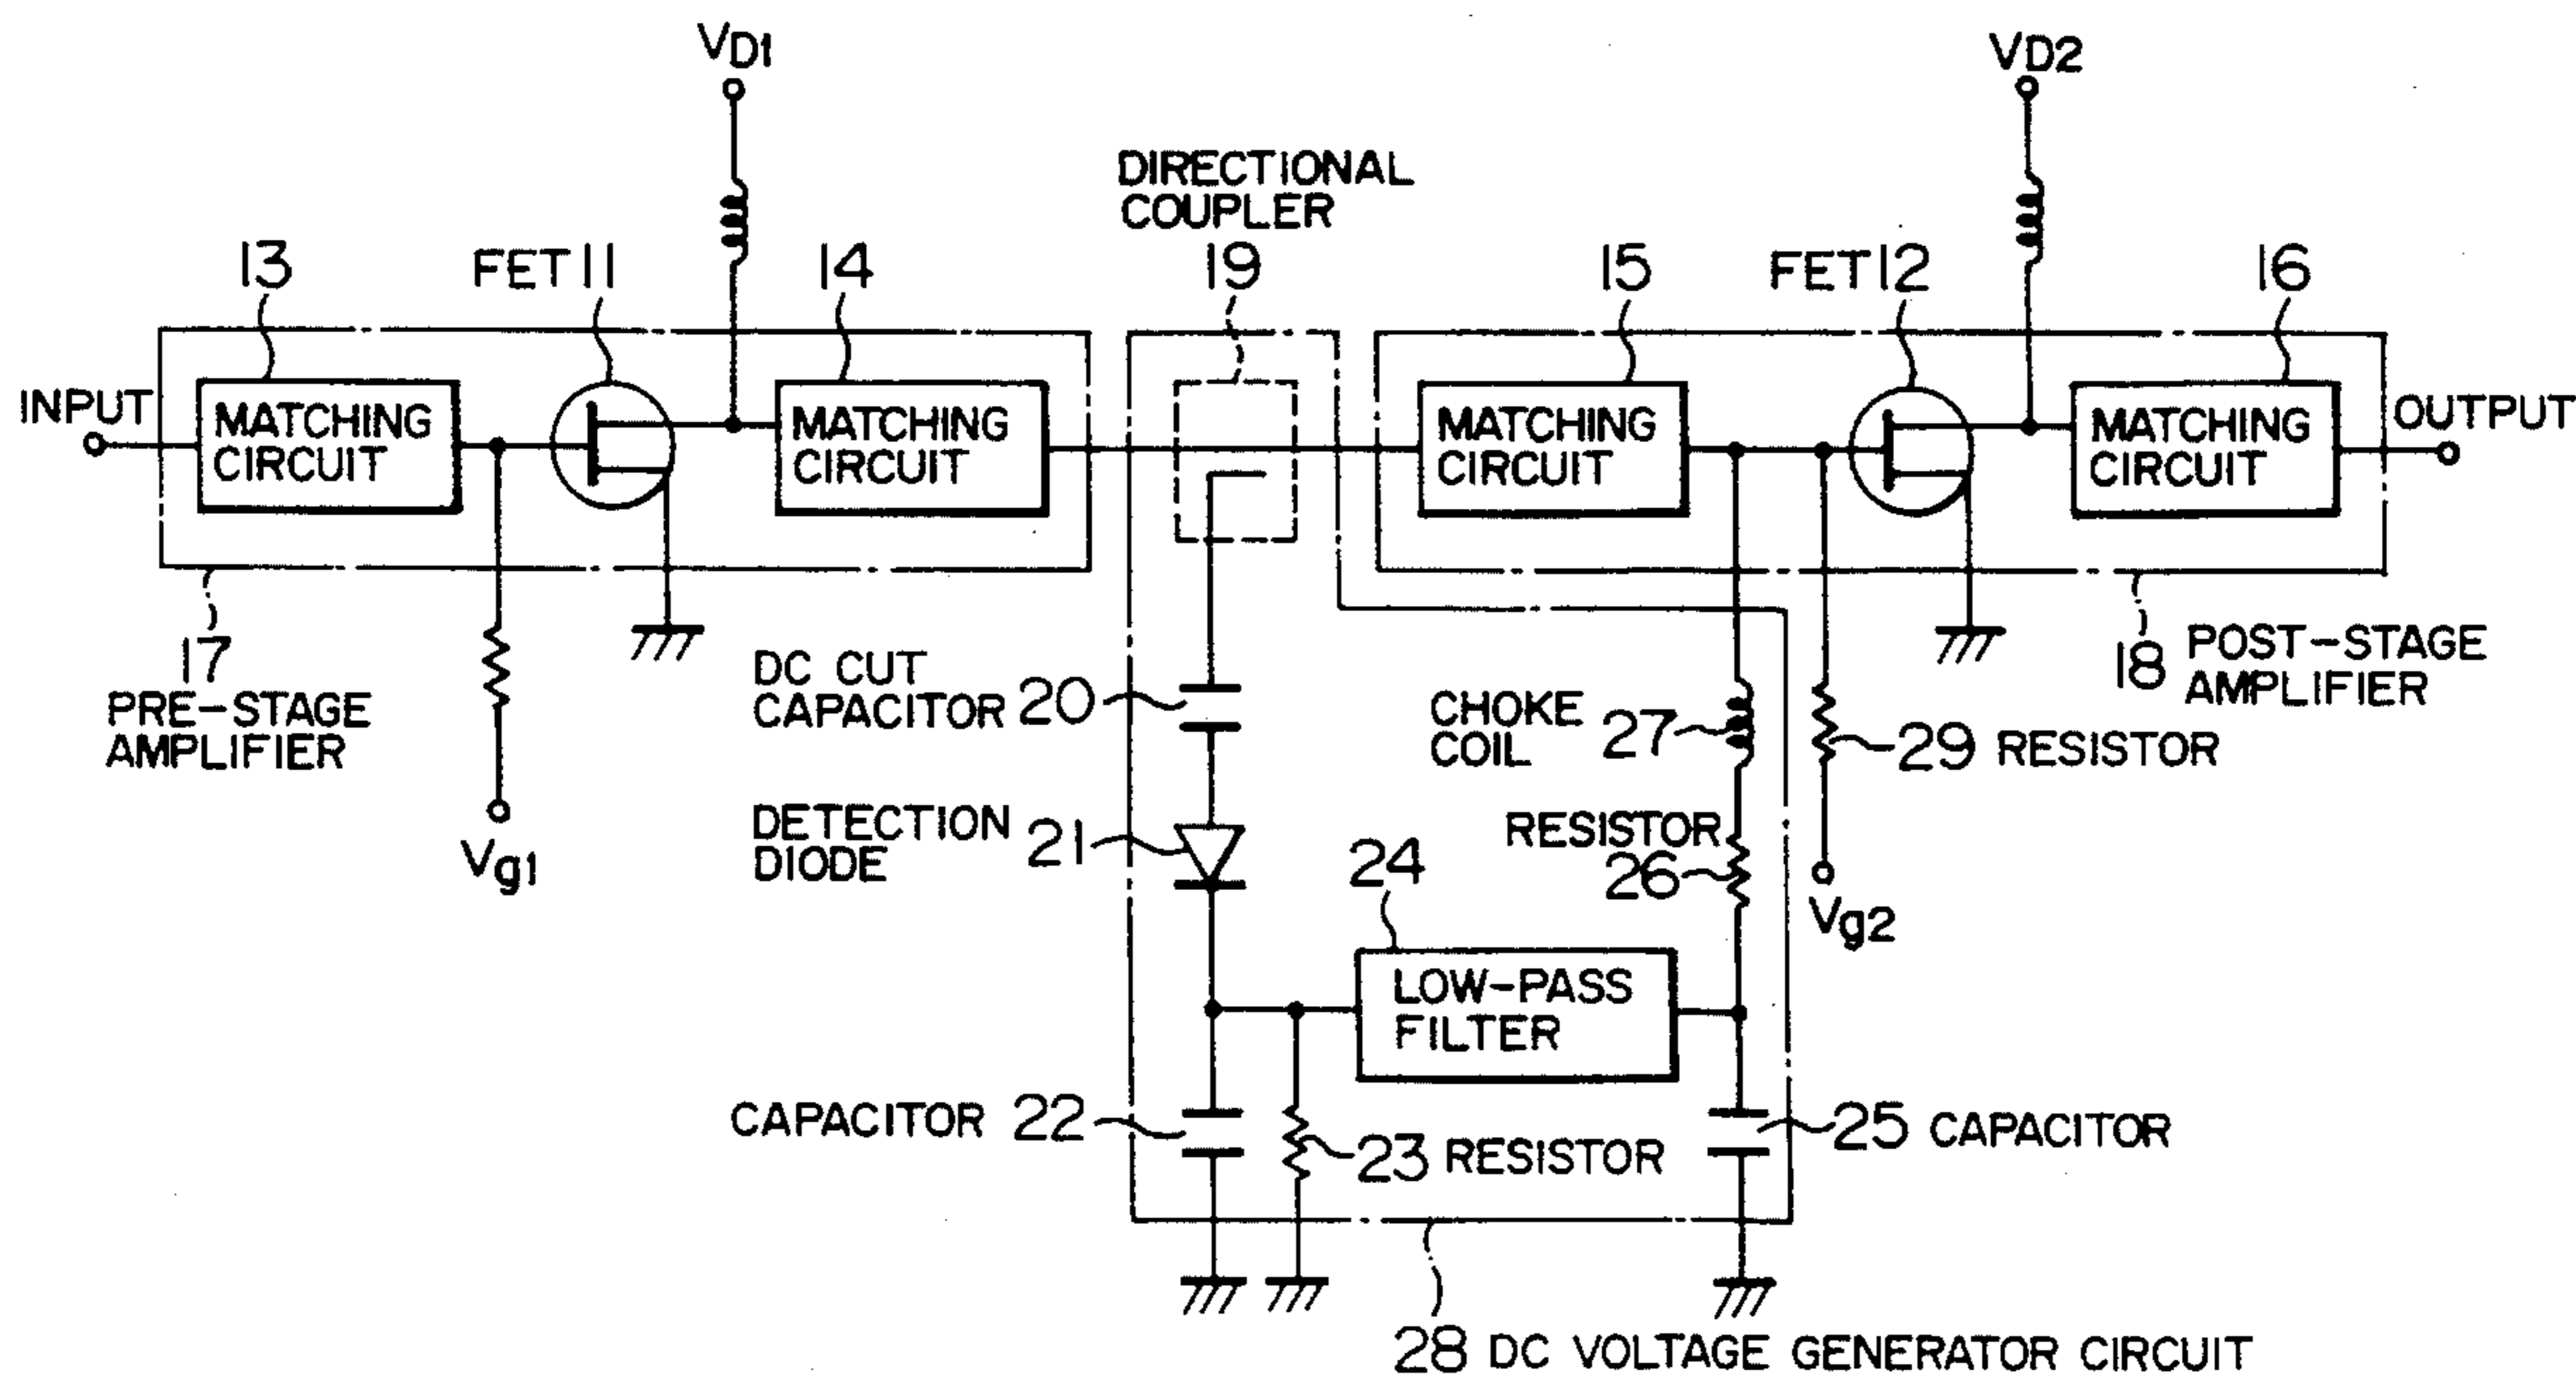 VD1
VD2
DIRECTIONAL
COUPLER
13
FET 11
14
19
15
FET 12
16
INPUT
MATCHING
CIRCUIT
MATCHING
CIRCUIT
MATCHING
CIRCUIT
MATCHING
CIRCUIT
OUTPUT
17
PRE-STAGE
AMPLIFIER
Vg1
DC CUT
CAPACITOR 20
CHOKE
COIL 27
18 POST-STAGE
AMPLIFIER
29 RESISTOR
DETECTION
DIODE 21
RESISTOR
26
24
Vg2
LOW-PASS
FILTER
CAPACITOR 22
23 RESISTOR
25 CAPACITOR
28 DC VOLTAGE GENERATOR CIRCUIT